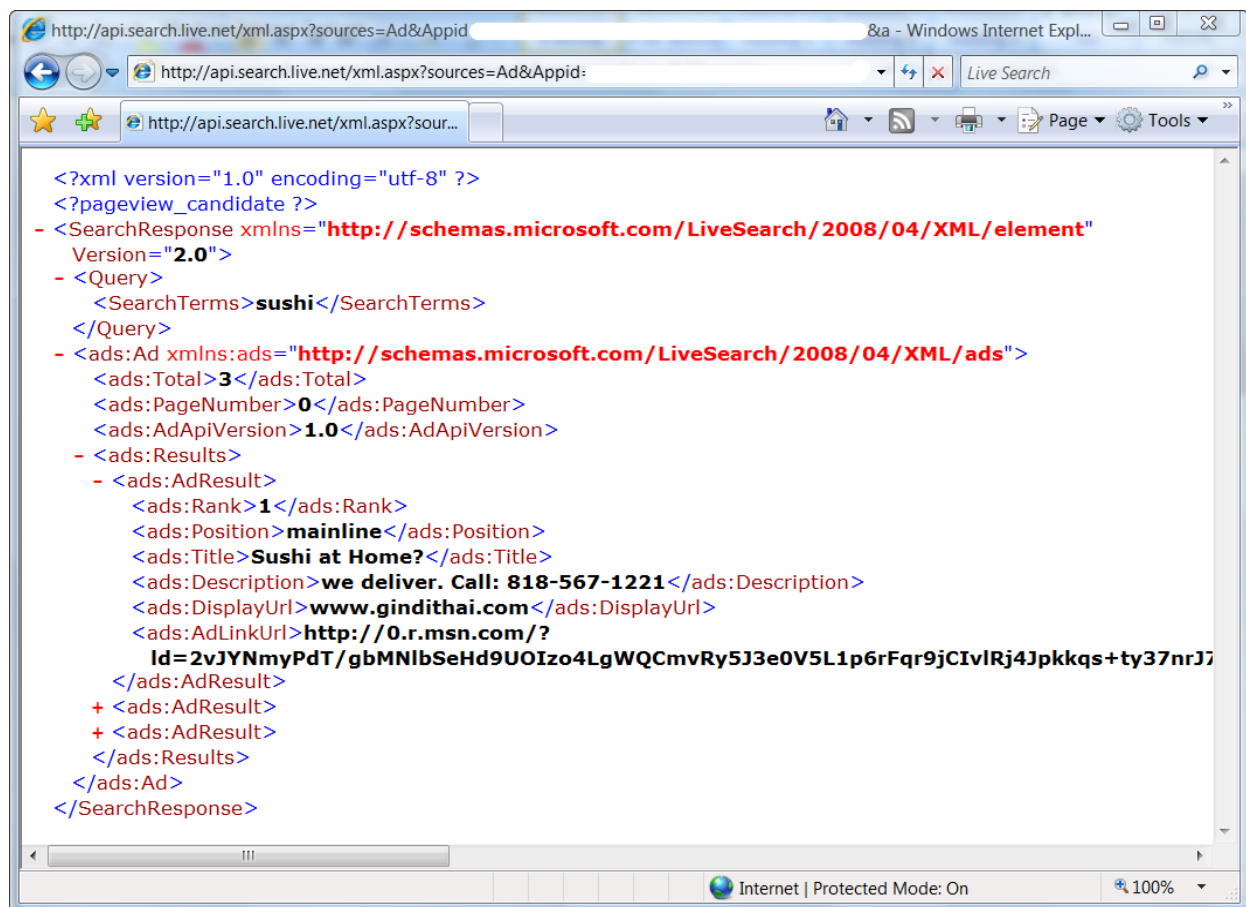 http://api.search.live.net/xml.aspx?sources=Ad&Appid &a - Windows Internet Expl...
http://api.search.live.net/xml.aspx?sources=Ad&Appid= Live Search
http://api.search.live.net/xml.aspx?sour... Page Tools
<?xml version="1.0" encoding="utf-8" ?>
<?pageview_candidate ?>
- <SearchResponse xmlns="http://schemas.microsoft.com/LiveSearch/2008/04/XML/element"
Version="2.0">
- <Query>
<SearchTerms>sushi</SearchTerms>
</Query>
- <ads:Ad xmlns:ads="http://schemas.microsoft.com/LiveSearch/2008/04/XML/ads">
<ads:Total>3</ads:Total>
<ads:PageNumber>0</ads:PageNumber>
<ads:AdApiVersion>1.0</ads:AdApiVersion>
- <ads:Results>
- <ads:AdResult>
<ads:Rank>1</ads:Rank>
<ads:Position>mainline</ads:Position>
<ads:Title>Sushi at Home?</ads:Title>
<ads:Description>we deliver. Call: 818-567-1221</ads:Description>
<ads:DisplayUrl>www.gindithai.com</ads:DisplayUrl>
<ads:AdLinkUrl>http://0.r.msn.com/?
ld=2vJYNmyPdT/gbMNlbSeHd9UOIzo4LgWQCmvRy5J3e0V5L1p6rFqr9jCIvlRj4Jpkkqs+ty37nrJ7
</ads:AdResult>
+ <ads:AdResult>
+ <ads:AdResult>
</ads:Results>
</ads:Ad>
</SearchResponse>
Internet | Protected Mode: On 100%